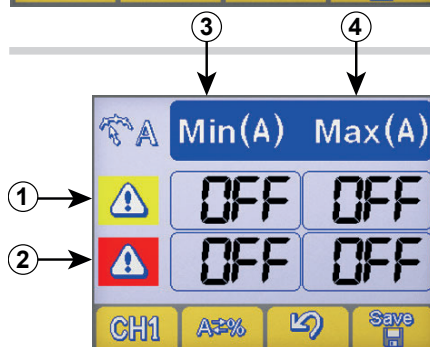 3 4
A Min(A) Max(A)
1 OFF OFF
2 OFF OFF
CH1 A⇄% Save